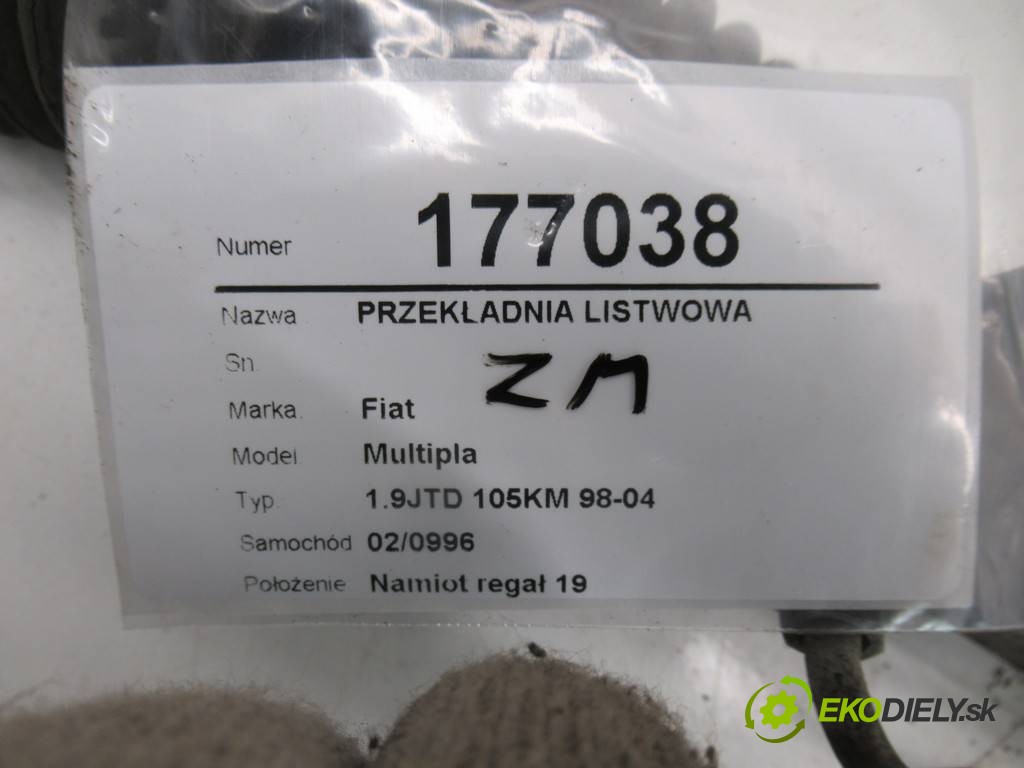 Numer 177038
Nazwa PRZEKŁADNIA LISTWOWA
Sn. ZM
Marka. Fiat
Model Multipla
Typ. 1.9JTD 105KM 98-04
Samochód 02/0996
Położenie Namiot regał 19
EKODIELY.sk